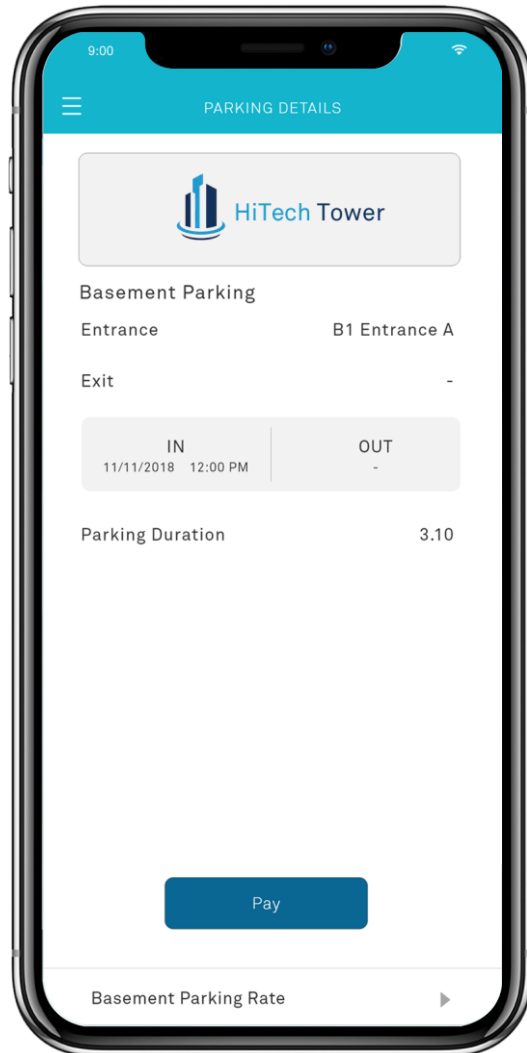 9:00
PARKING DETAILS
HiTech Tower
Basement Parking
Entrance B1 Entrance A
Exit -
IN OUT
11/11/2018 12:00 PM -
Parking Duration 3.10
Pay
Basement Parking Rate